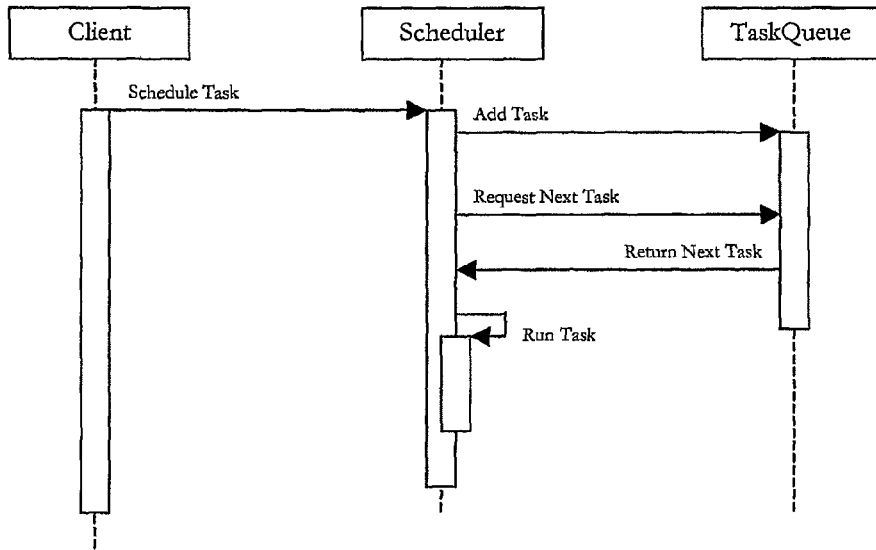 Client
Scheduler
TaskQueue
Schedule Task
Add Task
Request Next Task
Return Next Task
Run Task